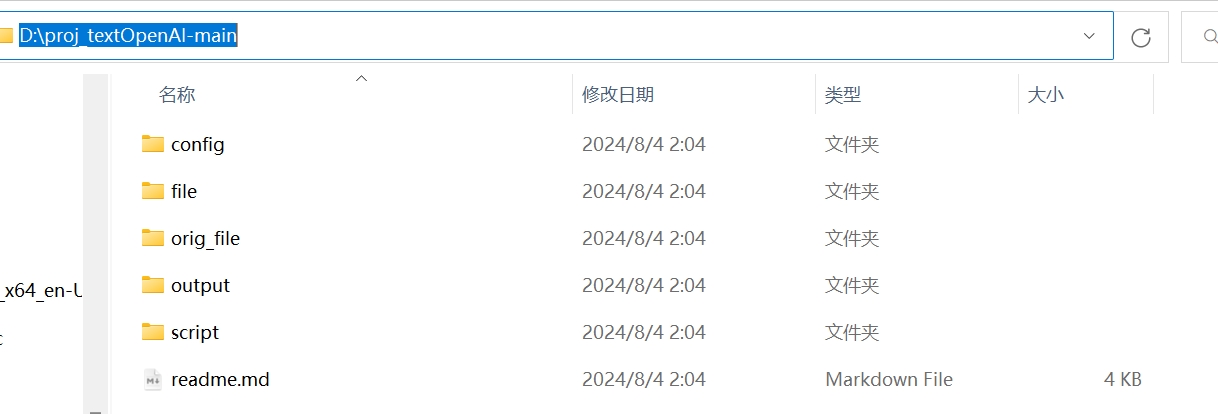 D:\proj_textOpenAI-main
名称 修改日期 类型 大小
config 2024/8/4 2:04 文件夹
file 2024/8/4 2:04 文件夹
orig_file 2024/8/4 2:04 文件夹
_x64_en-U output 2024/8/4 2:04 文件夹
script 2024/8/4 2:04 文件夹
readme.md 2024/8/4 2:04 Markdown File 4 KB